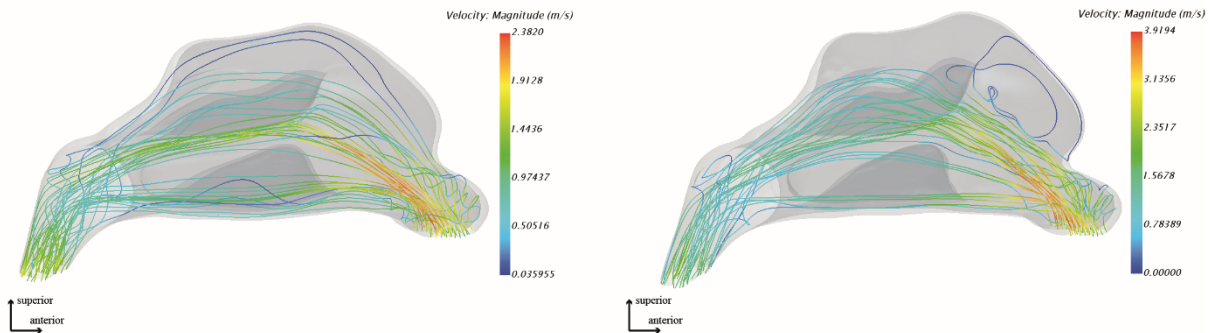 Velocity: Magnitude (m/s)
2.3820
1.9128
1.4436
0.97437
0.50516
0.035955
superior
anterior
Velocity: Magnitude (m/s)
3.9194
3.1356
2.3517
1.5678
0.78389
0.00000
superior
anterior